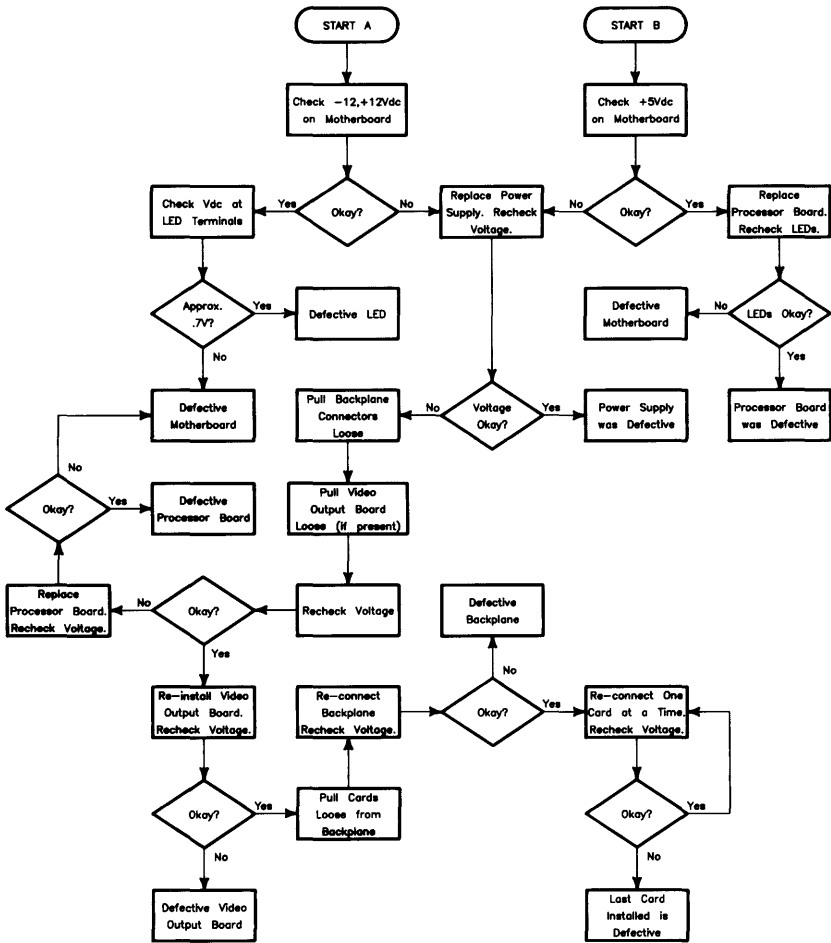 START A
START B
Check -12,+12Vdc
on Motherboard
Check +5Vdc
on Motherboard
Check Vdc at
LED Terminals
Yes
Okay?
No
Replace Power
Supply. Recheck
Voltage.
No
Okay?
Yes
Replace
Processor Board.
Recheck LEDs.
Approx.
.7V?
Yes
Defective LED
No
Defective
Motherboard
No
LEDs Okay?
Yes
Defective
Motherboard
Pull Backplane
Connectors
Loose
No
Voltage
Okay?
Yes
Power Supply
was Defective
Processor Board
was Defective
No
Okay?
Yes
Defective
Processor Board
Pull Video
Output Board
Loose (if present)
Replace
Processor Board.
Recheck Voltage.
No
Okay?
Yes
Recheck Voltage
Defective
Backplane
No
Re-install Video
Output Board.
Recheck Voltage.
Re-connect
Backplane
Recheck Voltage.
Okay?
Yes
Re-connect One
Card at a Time.
Recheck Voltage.
Okay?
Yes
No
Pull Cards
Loose from
Backplane
Okay?
Yes
No
Defective Video
Output Board
Last Card
Installed is
Defective